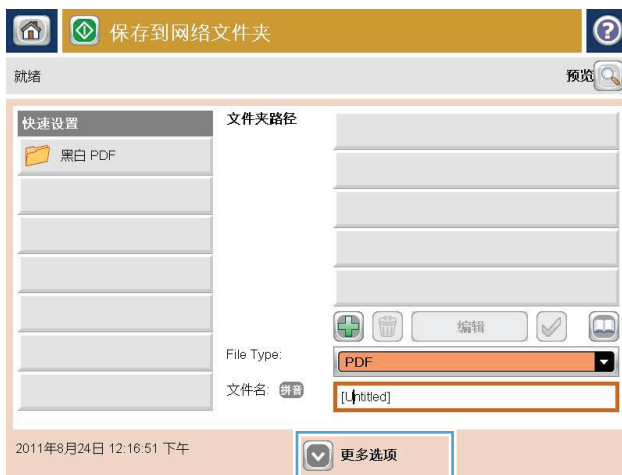 保存到网络文件夹
就绪
预览
快速设置
黑白 PDF
文件夹路径
编辑
File Type:
PDF
文件名: 拼音
[Untitled]
2011年8月24日 12:16:51 下午
更多选项